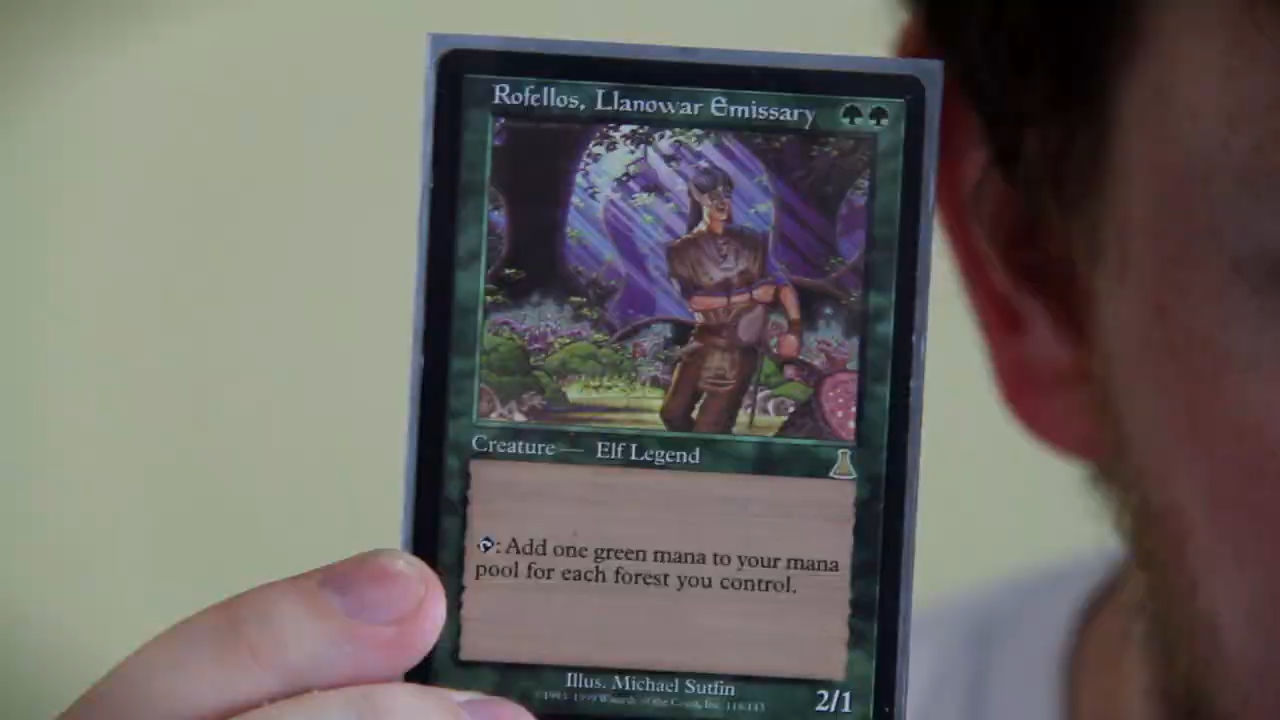 Rofellos, Llanowar Emissary
Creature — Elf Legend
: Add one green mana to your mana
pool for each forest you control.
Illus. Michael Sutfin
2/1